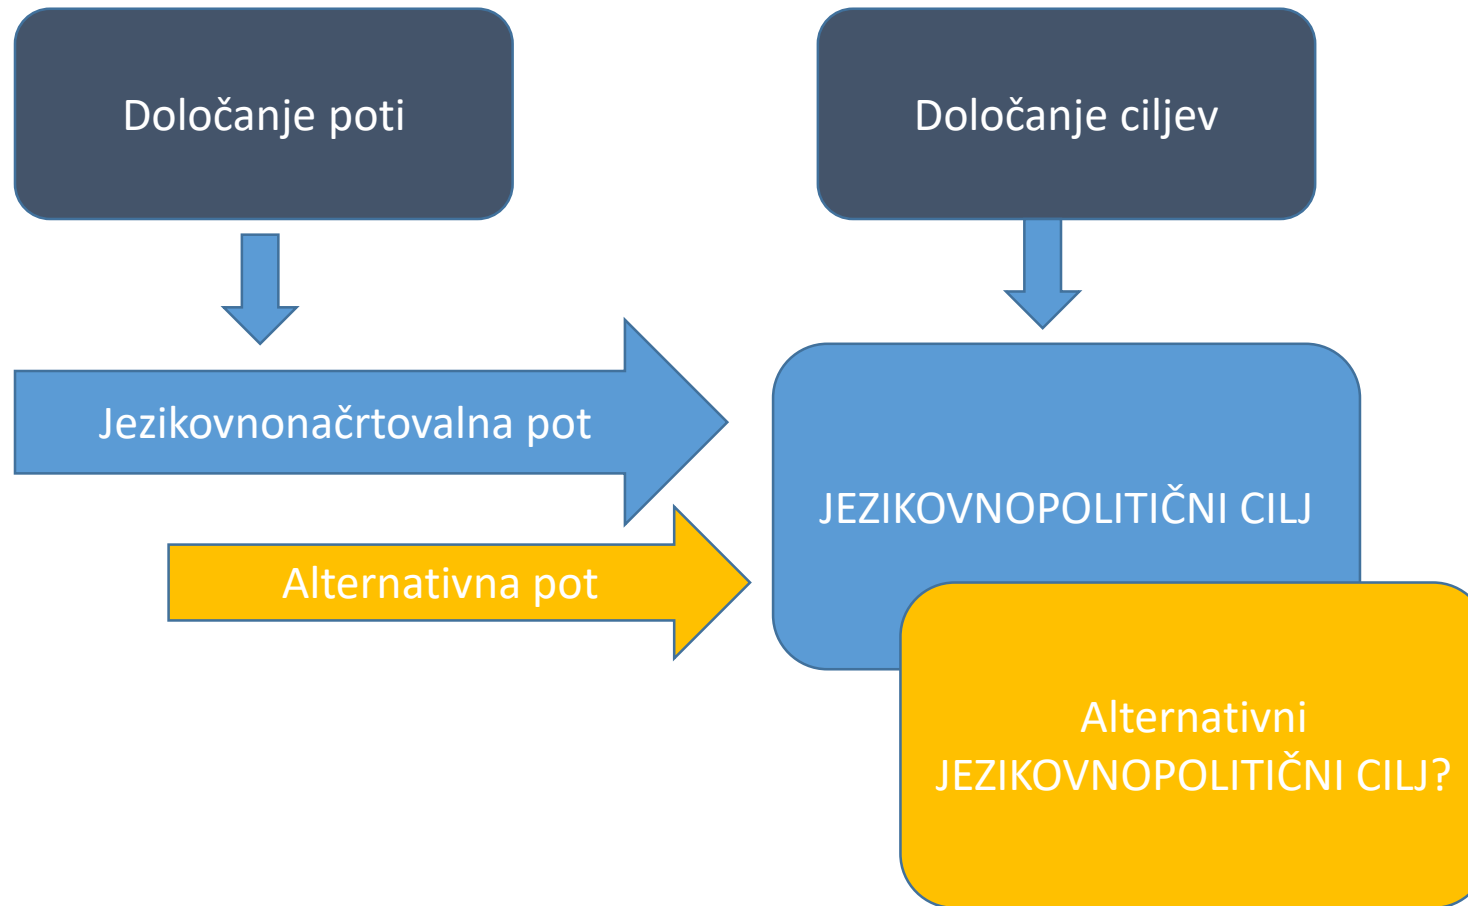 Določanje poti
Določanje ciljev
Jezikovnonačrtovalna pot
JEZIKOVNOPOLITIČNI CILJ
Alternativna pot
Alternativni
JEZIKOVNOPOLITIČNI CILJ?